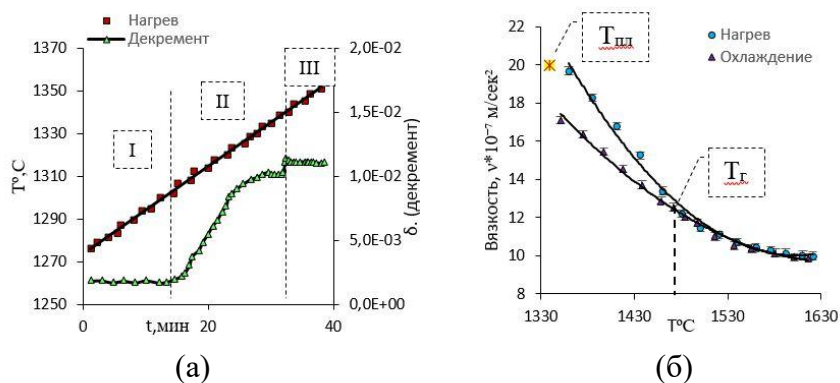 Нагрев
Декремент
1370
1350
1330
1310
1290
1270
1250
T°,C
I
II
III
2,0E-02
1,5E-02
1,0E-02
5,0E-03
0,0E+00
δ. (декремент)
0
t,мин
20
40
(а)
Tпл
Нагрев
Охлаждение
Tг
22
20
18
16
14
12
10
8
Вязкость, ν*10⁻⁷ м/сек²
1330
1430
1530
1630
T°C
(б)